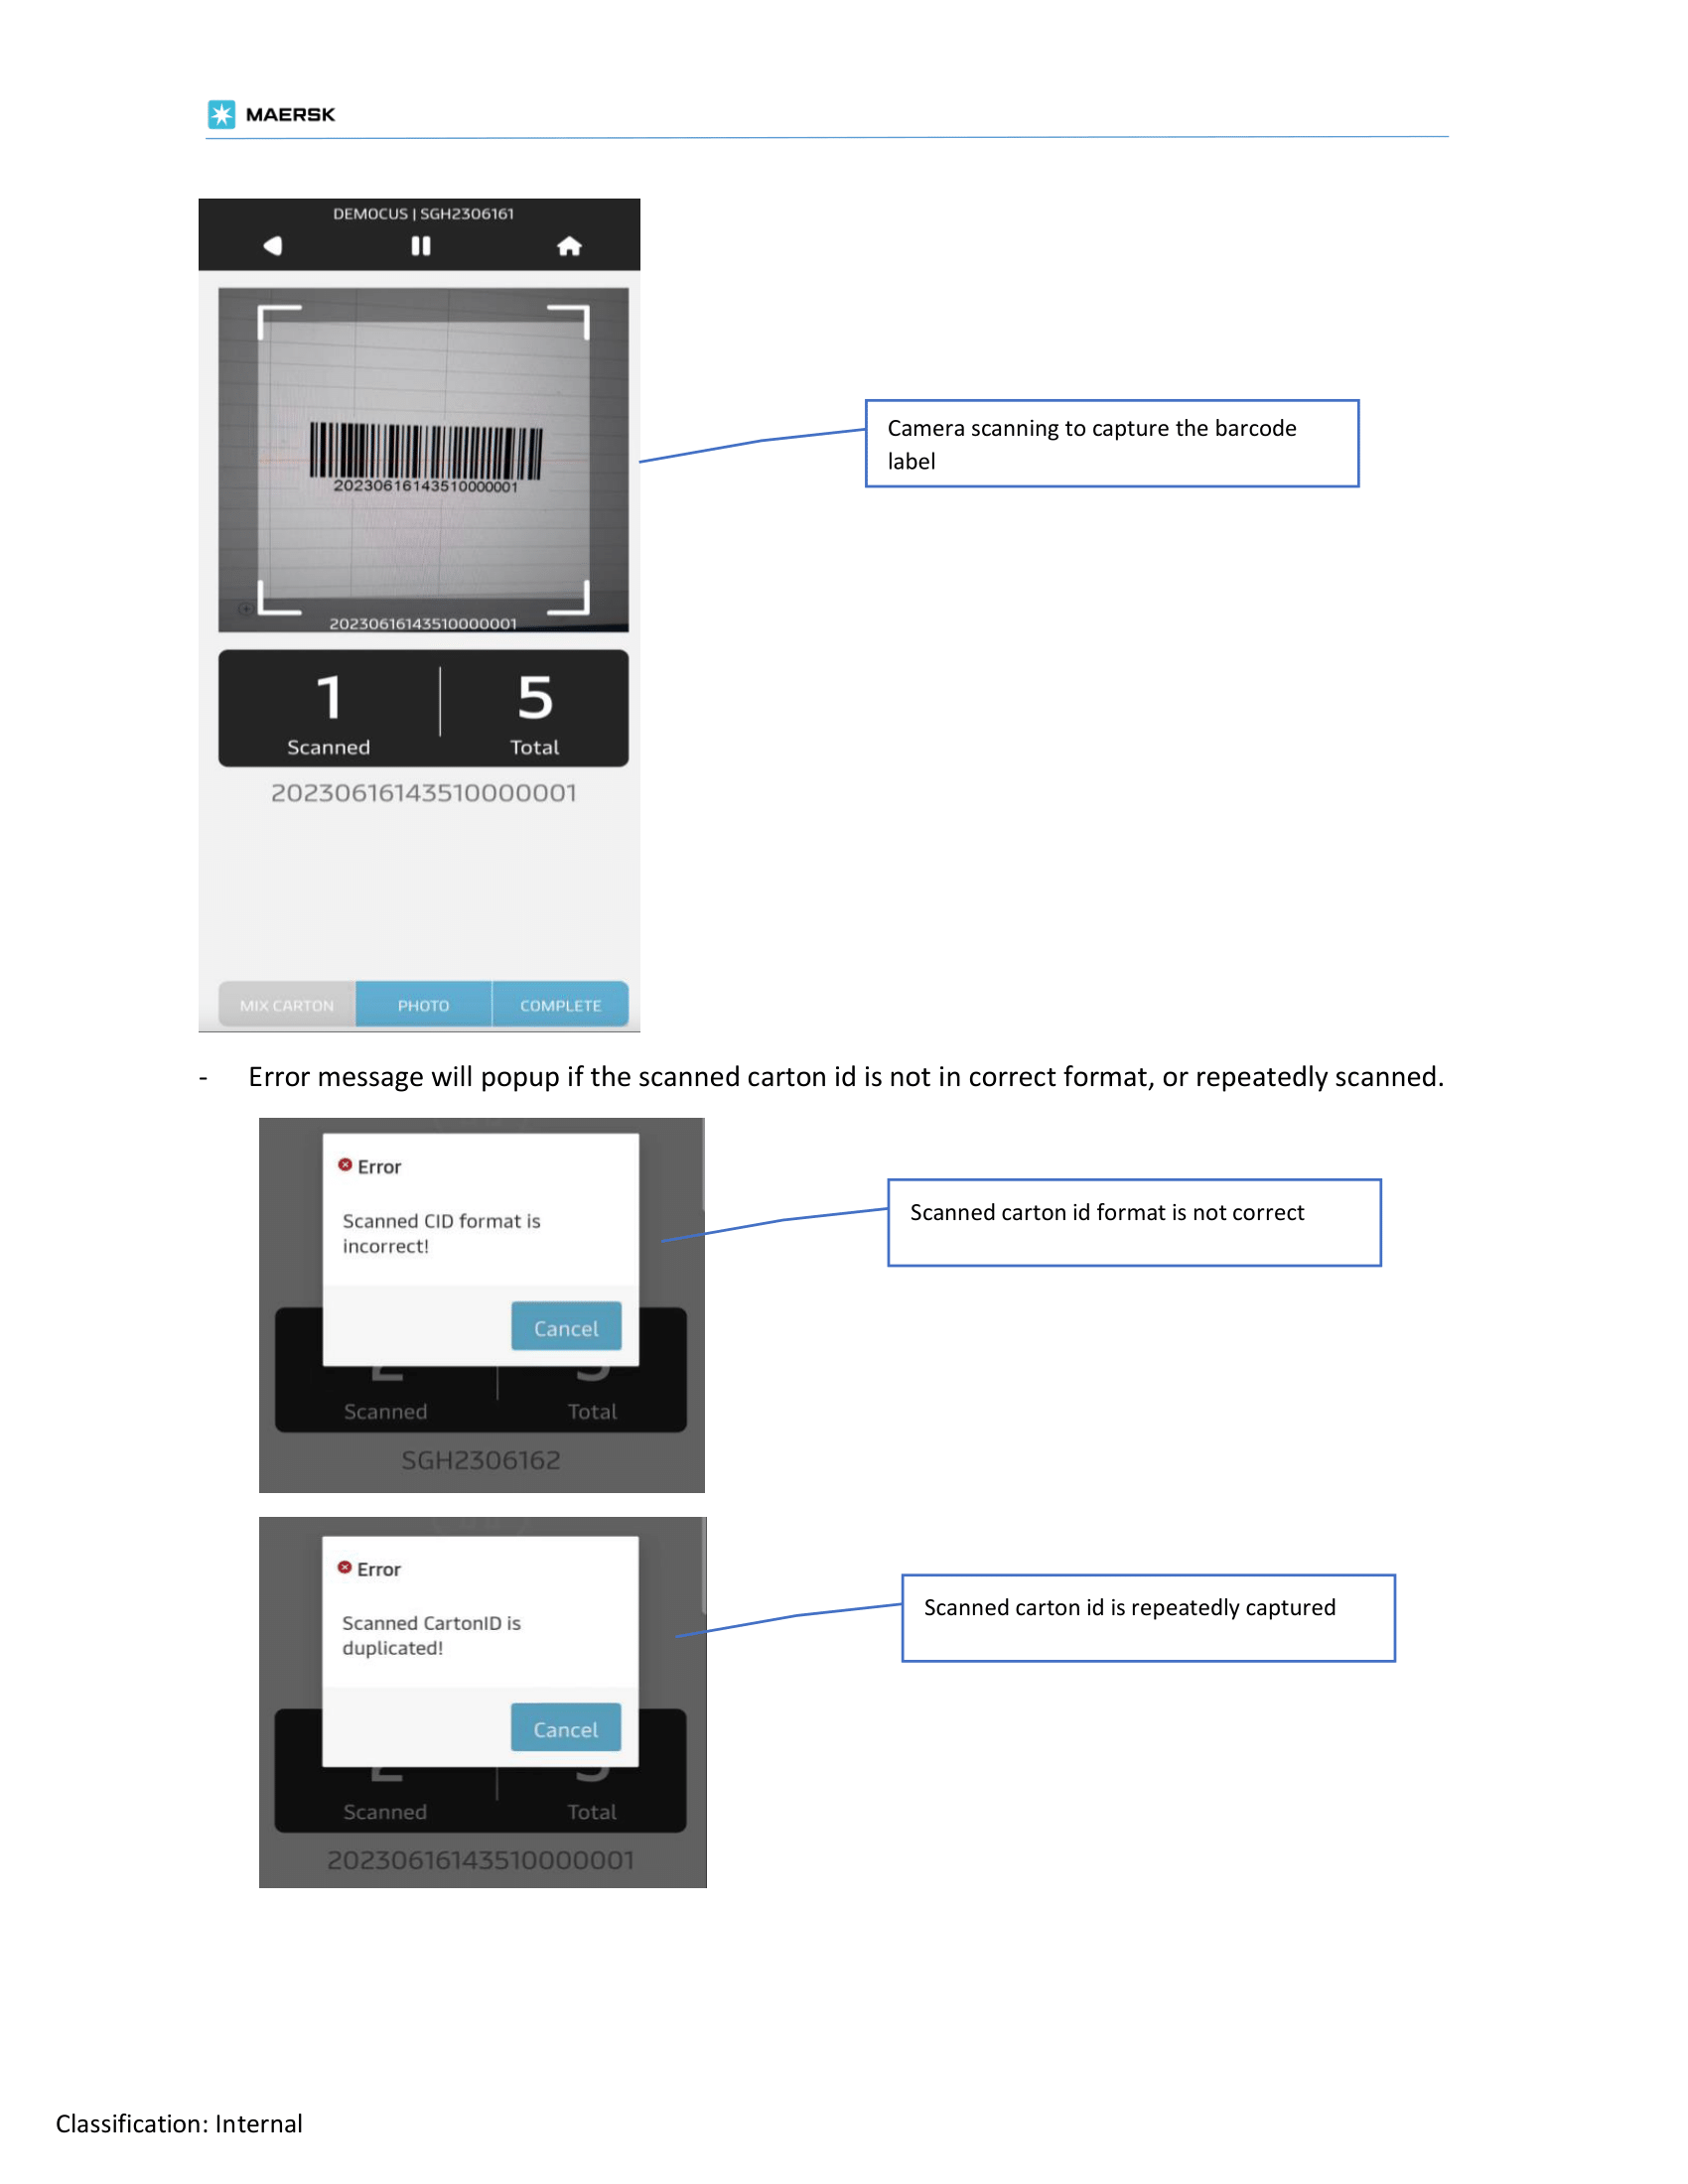 MAERSK
DEMOCUS | SGH2306161
20230616143510000001
20230616143510000001
1
5
Scanned
Total
20230616143510000001
MIX CARTON
PHOTO
COMPLETE
Camera scanning to capture the barcode
label
- Error message will popup if the scanned carton id is not in correct format, or repeatedly scanned.
Error
Scanned CID format is
incorrect!
Cancel
Scanned
Total
SGH2306162
Scanned carton id format is not correct
Error
Scanned CartonID is
duplicated!
Cancel
Scanned
Total
20230616143510000001
Scanned carton id is repeatedly captured
Classification: Internal